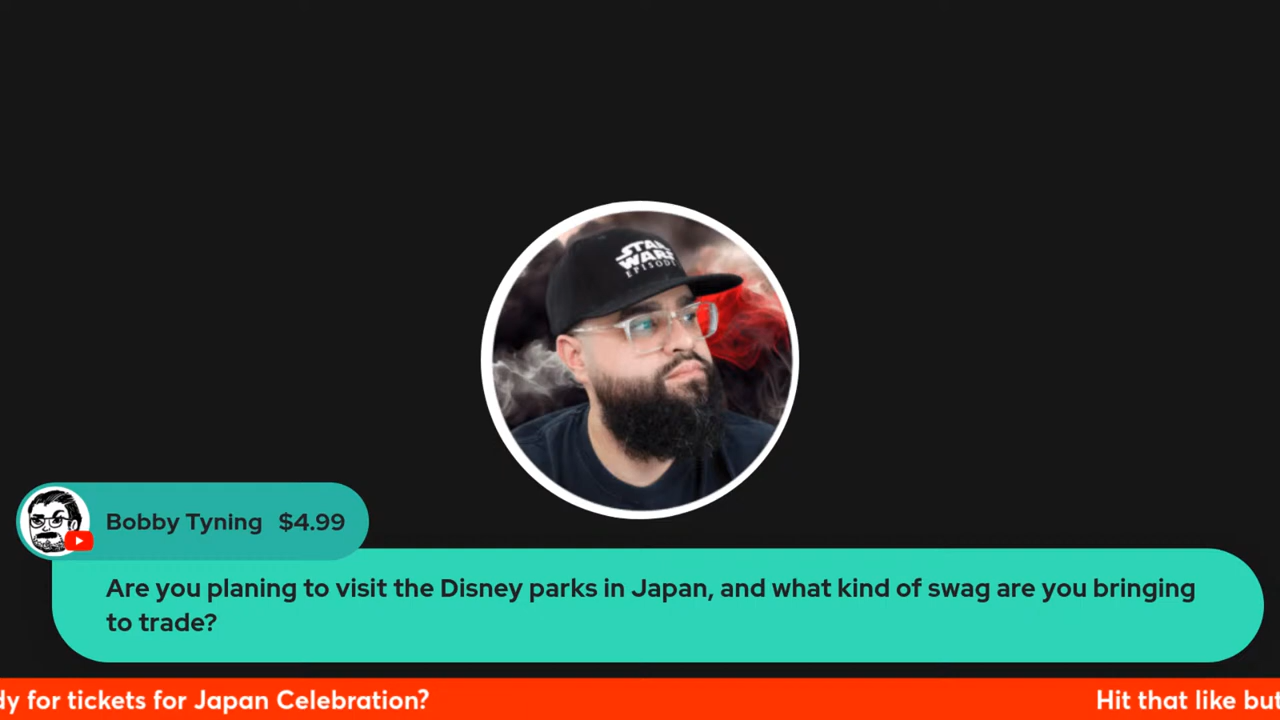 STAR
WARS
EPISODE
Bobby Tyning $4.99
Are you planing to visit the Disney parks in Japan, and what kind of swag are you bringing
to trade?
dy for tickets for Japan Celebration? Hit that like but